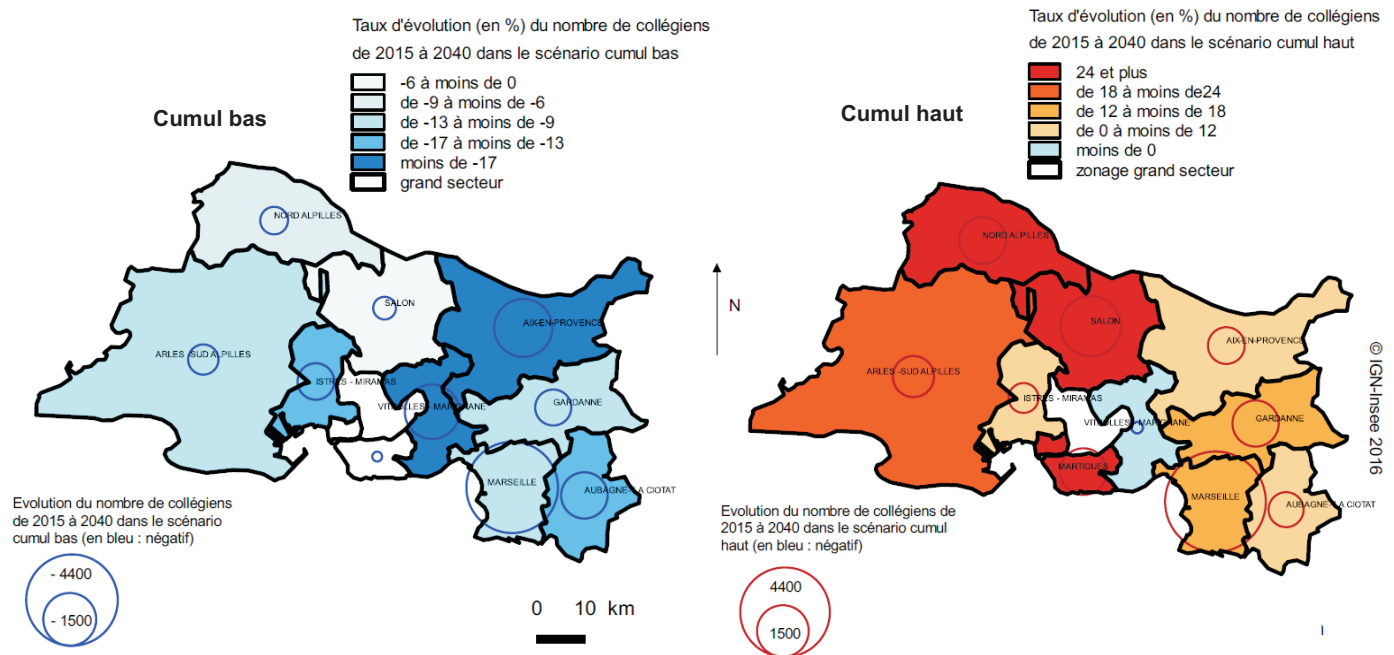 Taux d'évolution (en %) du nombre de collégiens
de 2015 à 2040 dans le scénario cumul bas
-6 à moins de 0
de -9 à moins de -6
de -13 à moins de -9
de -17 à moins de -13
moins de -17
grand secteur
Cumul bas
NORD ALPILLES
SALON
AIX-EN-PROVENCE
ARLES -SUD ALPILLES
ISTRES - MIRAMAS
VITROLLES - MARIGNANE
GARDANNE
MARSEILLE
AUBAGNE- LA CIOTAT
Evolution du nombre de collégiens
de 2015 à 2040 dans le scénario
cumul bas (en bleu : négatif)
- 4400
- 1500
0 10 km
Taux d'évolution (en %) du nombre de collégiens
de 2015 à 2040 dans le scénario cumul haut
24 et plus
de 18 à moins de24
de 12 à moins de 18
de 0 à moins de 12
moins de 0
zonage grand secteur
Cumul haut
N
NORD ALPILLES
SALON
AIX-EN-PROVENCE
ARLES -SUD ALPILLES
ISTRES - MIRAMAS
VITROLLES - MARIGNANE
GARDANNE
MARTIGUES
MARSEILLE
AUBAGNE- LA CIOTAT
Evolution du nombre de collégiens de
2015 à 2040 dans le scénario cumul
haut (en bleu : négatif)
4400
1500
© IGN-Insee 2016